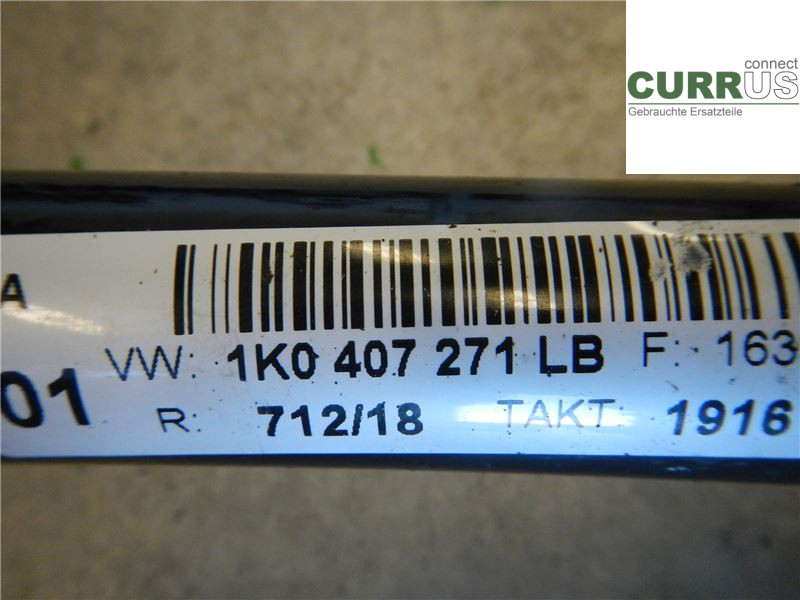 connect
CURRUS
Gebrauchte Ersatzteile
A
01
VW: 1K0 407 271 LB F: 163
R: 712/18 TAKT: 1916